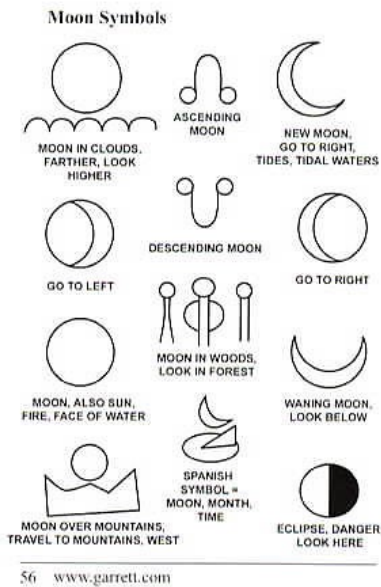 Moon Symbols
MOON IN CLOUDS,
FARTHER, LOOK
HIGHER
ASCENDING
MOON
NEW MOON,
GO TO RIGHT,
TIDES, TIDAL WATERS
GO TO LEFT
DESCENDING MOON
GO TO RIGHT
MOON, ALSO SUN,
FIRE, FACE OF WATER
MOON IN WOODS,
LOOK IN FOREST
WANING MOON,
LOOK BELOW
MOON OVER MOUNTAINS,
TRAVEL TO MOUNTAINS, WEST
SPANISH
SYMBOL =
MOON, MONTH,
TIME
ECLIPSE, DANGER
LOOK HERE
56 www.garrett.com